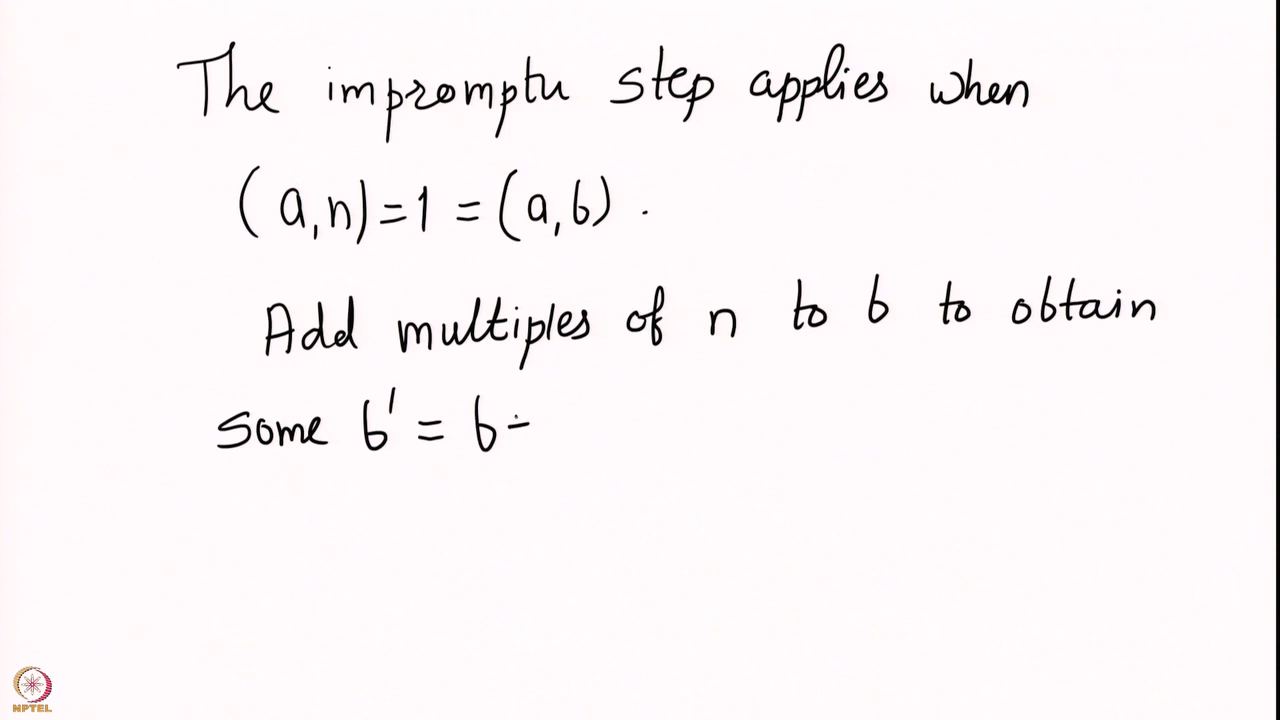 The impromptu step applies when
(a,n)=1 = (a,b).
Add multiples of n to b to obtain
some b' = b÷
NPTEL